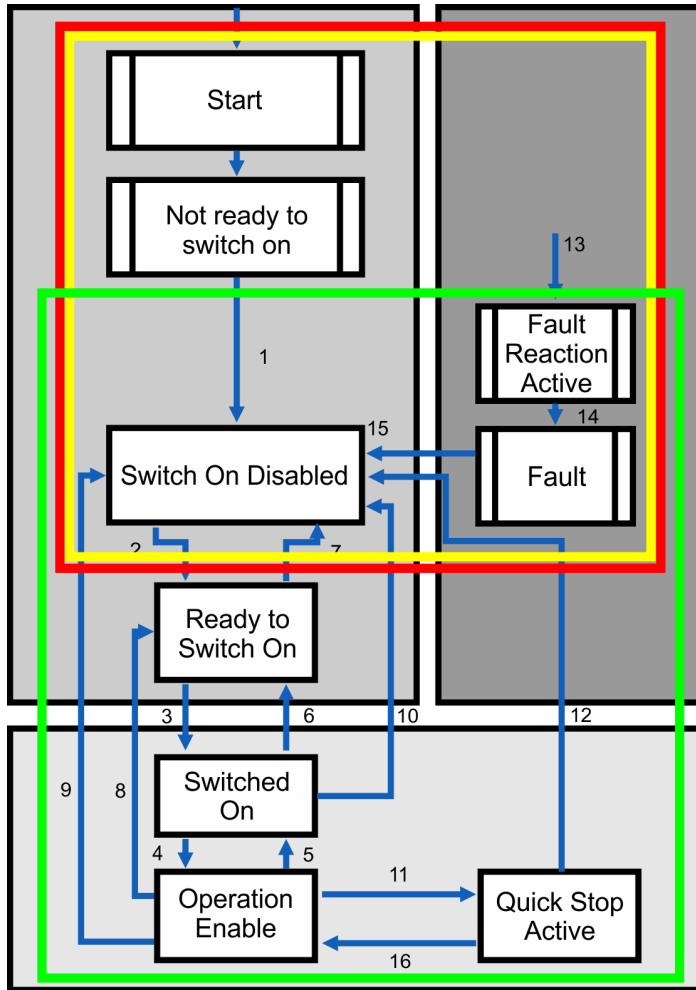 Start
Not ready to
switch on
13
1
Fault
Reaction
Active
14
15
Switch On Disabled
Fault
2
7
Ready to
Switch On
3
6
10
12
Switched
On
9
8
4
5
11
Operation
Enable
Quick Stop
Active
16